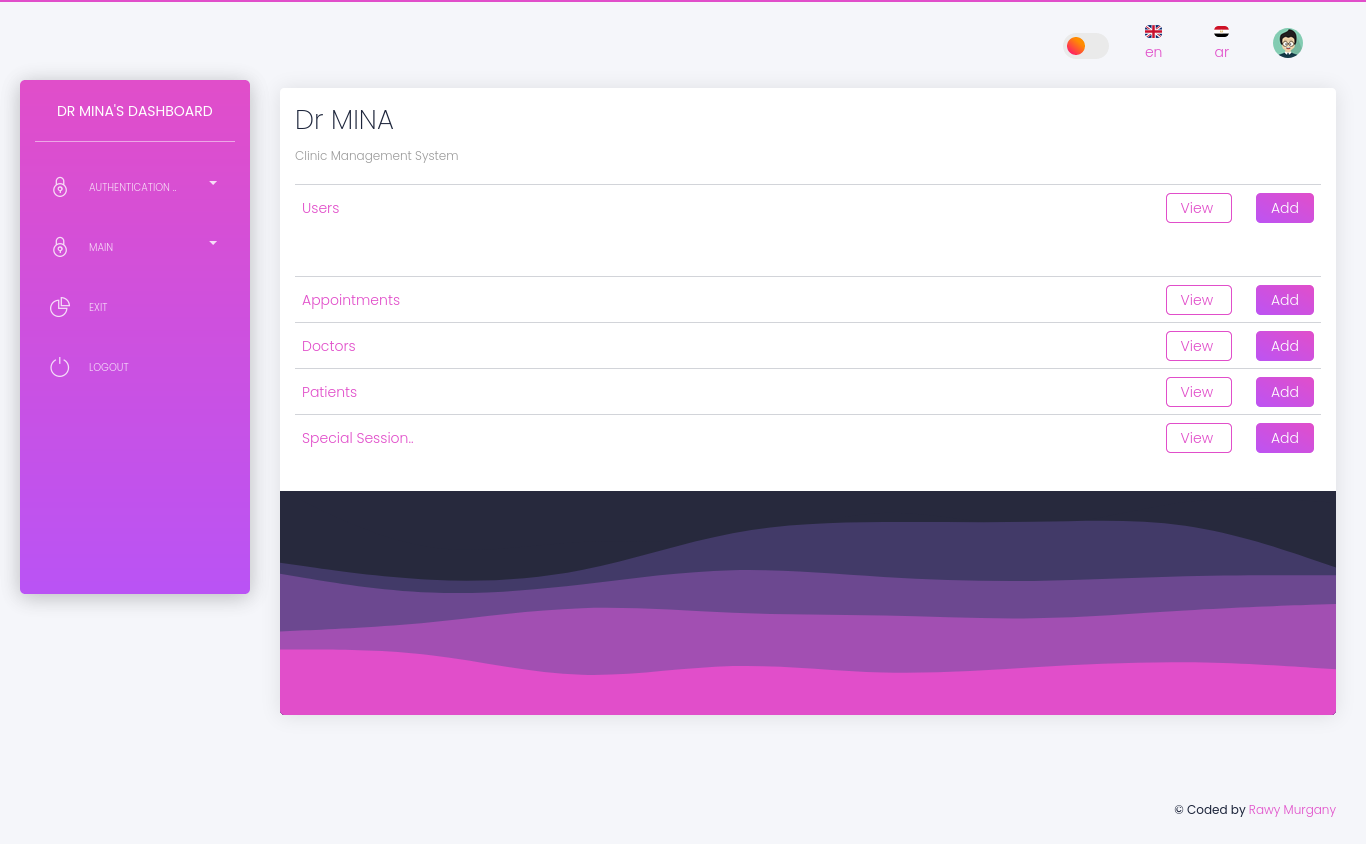 en
ar
DR MINA'S DASHBOARD
AUTHENTICATION ..
MAIN
EXIT
LOGOUT
Dr MINA
Clinic Management System
Users View Add
Appointments View Add
Doctors View Add
Patients View Add
Special Session.. View Add
© Coded by Rawy Murgany